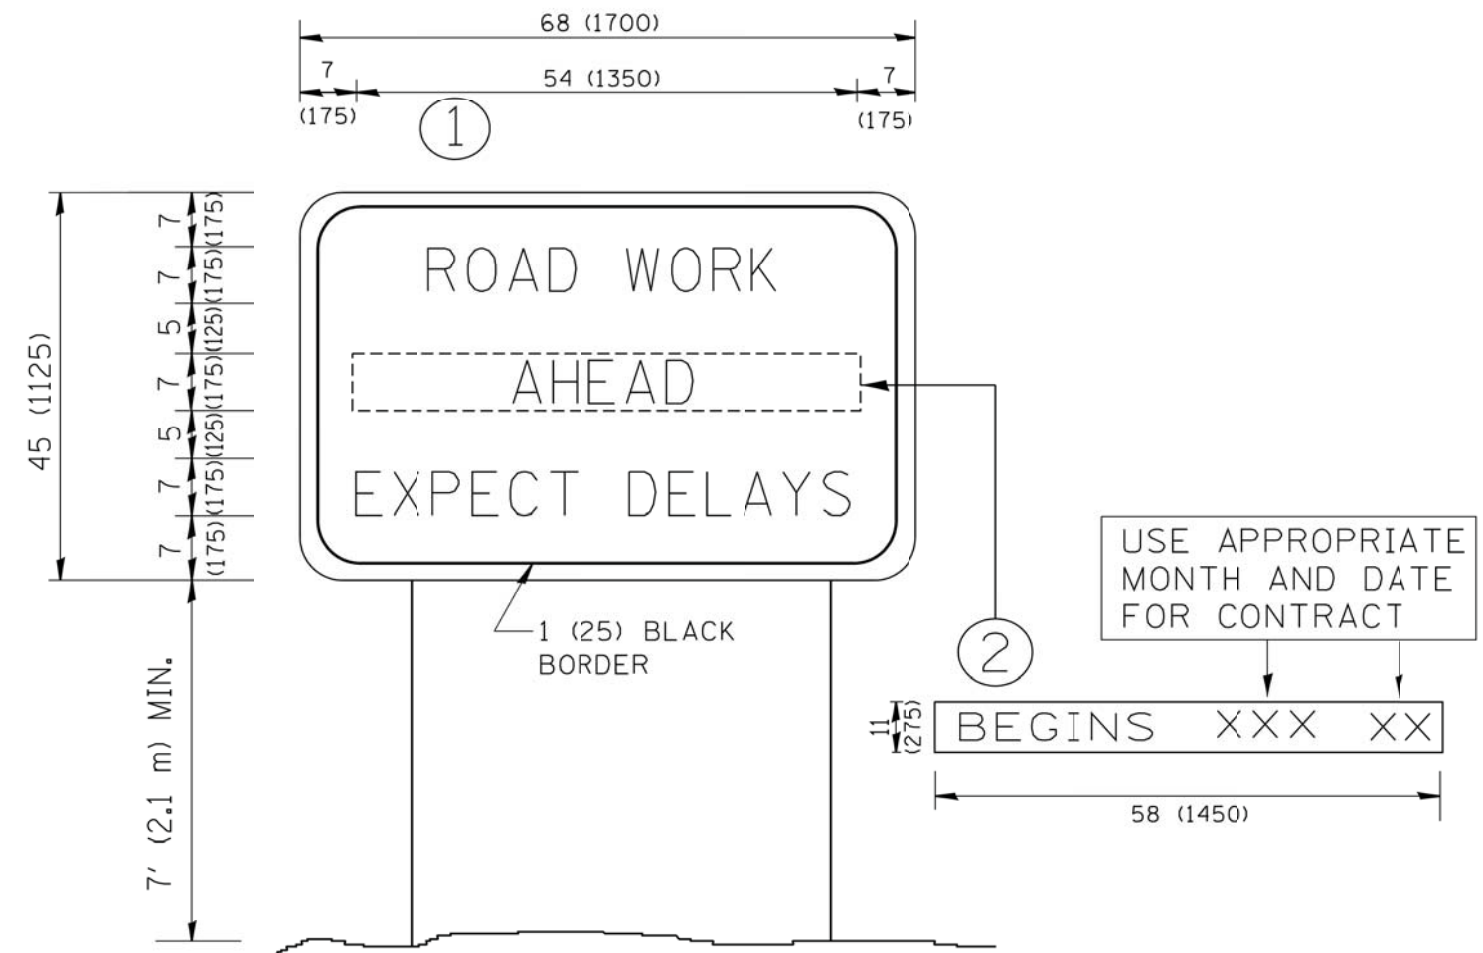 68 (1700)
7
54 (1350)
7
(175)
(175)
1
7 (175)
7 (175)
5 (125)
7 (175)
5 (125)
7 (175)
7 (175)
45 (1125)
ROAD WORK
AHEAD
EXPECT DELAYS
1 (25) BLACK
BORDER
7' (2.1 m) MIN.
2
USE APPROPRIATE
MONTH AND DATE
FOR CONTRACT
11
(275)
BEGINS XXX XX
58 (1450)